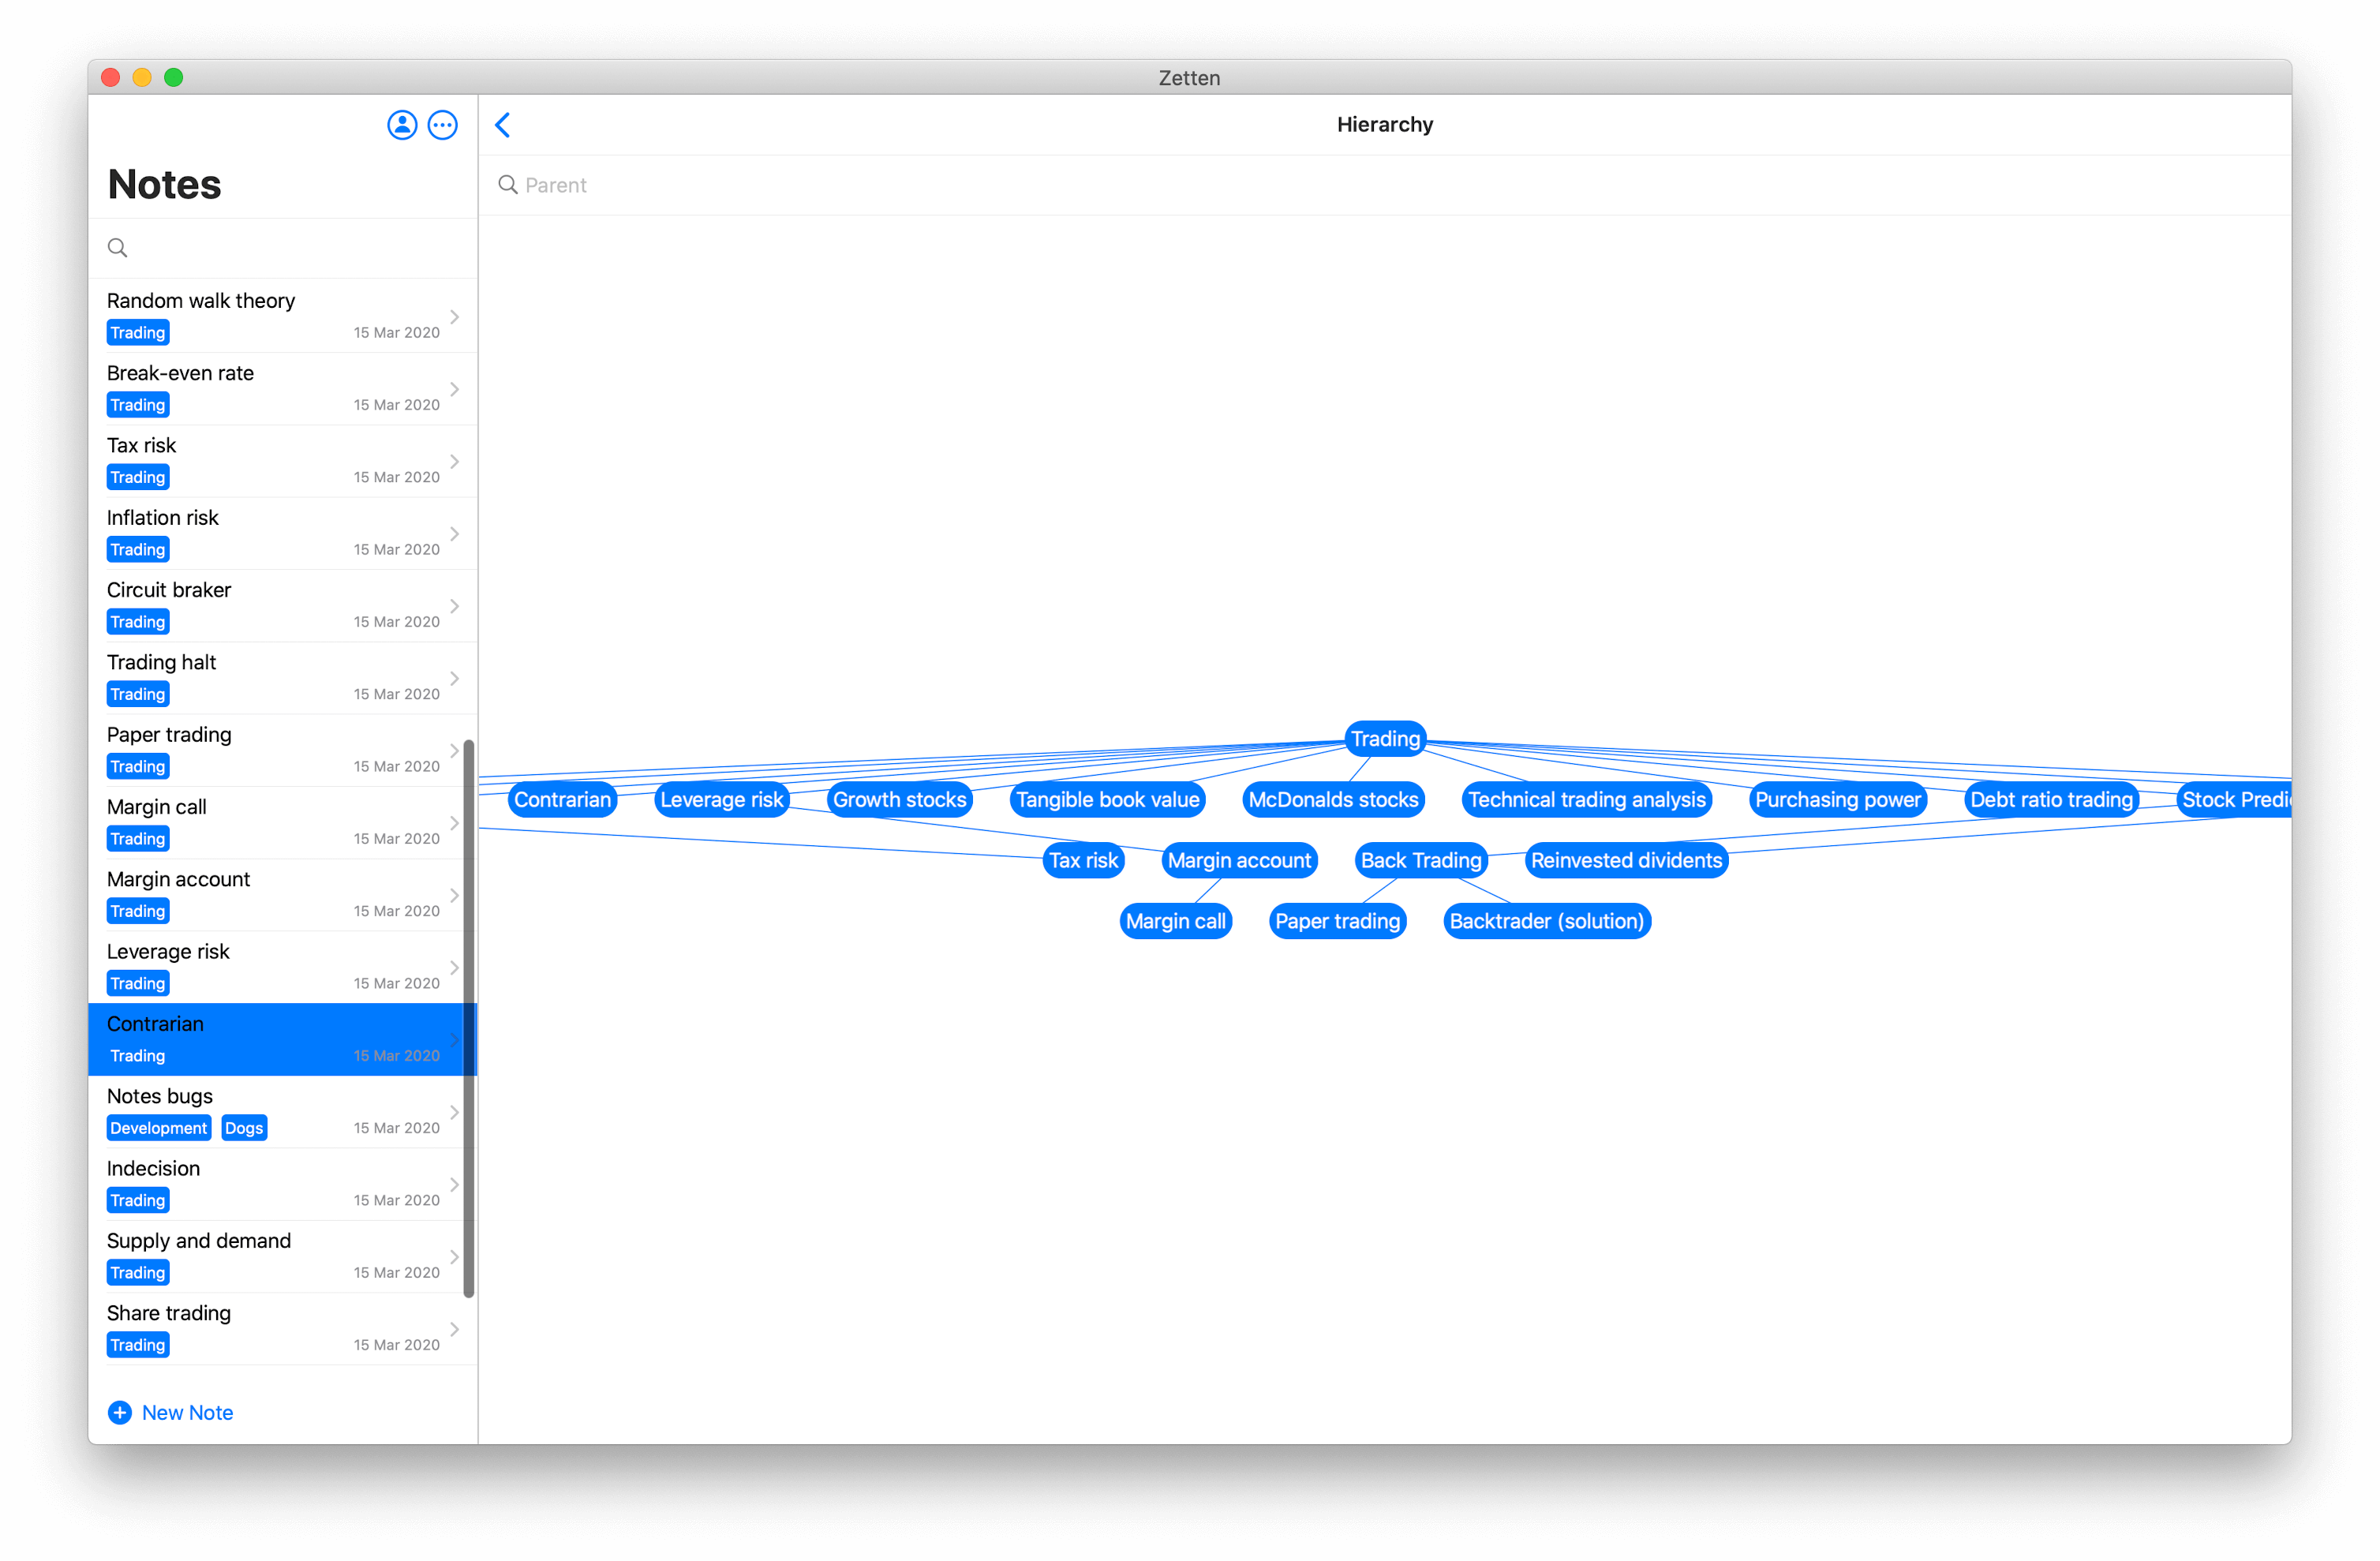 Zetten
Notes
Random walk theory
Trading 15 Mar 2020
Break-even rate
Trading 15 Mar 2020
Tax risk
Trading 15 Mar 2020
Inflation risk
Trading 15 Mar 2020
Circuit braker
Trading 15 Mar 2020
Trading halt
Trading 15 Mar 2020
Paper trading
Trading 15 Mar 2020
Margin call
Trading 15 Mar 2020
Margin account
Trading 15 Mar 2020
Leverage risk
Trading 15 Mar 2020
Contrarian
Trading 15 Mar 2020
Notes bugs
Development Dogs 15 Mar 2020
Indecision
Trading 15 Mar 2020
Supply and demand
Trading 15 Mar 2020
Share trading
Trading 15 Mar 2020
New Note
Hierarchy
Parent
Trading
Contrarian Leverage risk Growth stocks Tangible book value McDonalds stocks Technical trading analysis Purchasing power Debt ratio trading Stock
Tax risk Margin account Back Trading Reinvested dividents
Margin call Paper trading Backtrader (solution)